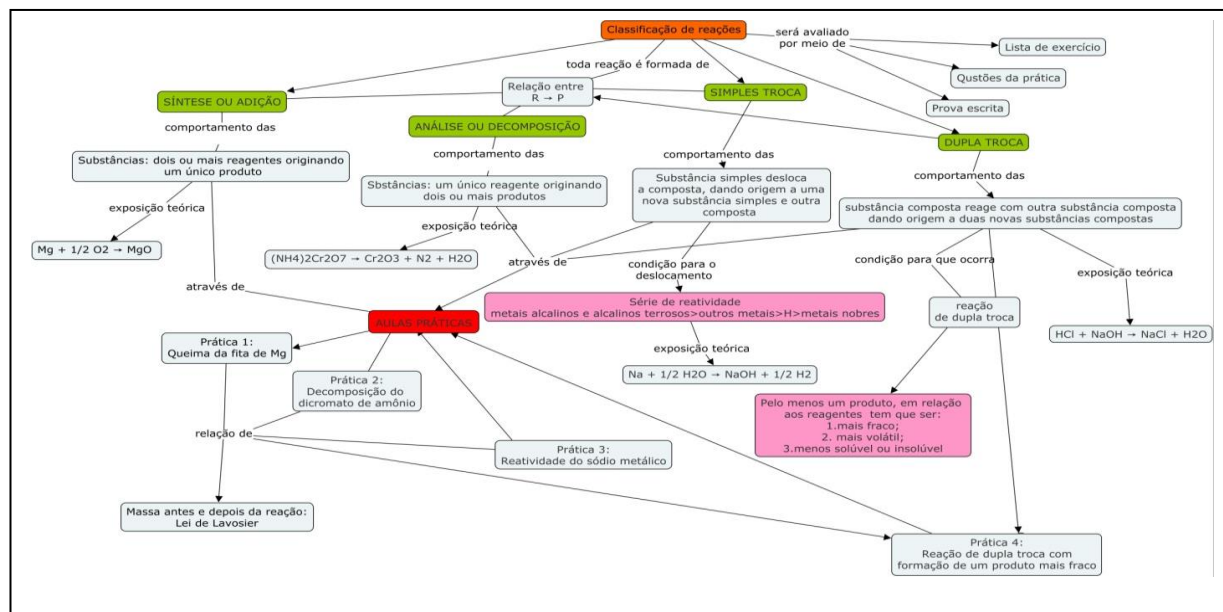 Classificação de reações
será avaliado
por meio de
Lista de exercício
Qustões da prática
Prova escrita
toda reação é formada de
Relação entre
R → P
SÍNTESE OU ADIÇÃO
SIMPLES TROCA
ANÁLISE OU DECOMPOSIÇÃO
DUPLA TROCA
comportamento das
comportamento das
comportamento das
comportamento das
Substâncias: dois ou mais reagentes originando
um único produto
Sbstâncias: um único reagente originando
dois ou mais produtos
Substância simples desloca
a composta, dando origem a uma
nova substância simples e outra
composta
substância composta reage com outra substância composta
dando origem a duas novas substâncias compostas
exposição teórica
Mg + 1/2 O2 → MgO
exposição teórica
(NH4)2Cr2O7 → Cr2O3 + N2 + H2O
através de
através de
condição para o
deslocamento
condição para que ocorra
exposição teórica
Série de reatividade
metais alcalinos e alcalinos terrosos>outros metais>H>metais nobres
reação
de dupla troca
HCl + NaOH → NaCl + H2O
AULAS PRÁTICAS
exposição teórica
Na + 1/2 H2O → NaOH + 1/2 H2
Prática 1:
Queima da fita de Mg
Prática 2:
Decomposição do
dicromato de amônio
Pelo menos um produto, em relação
aos reagentes tem que ser:
1.mais fraco;
2. mais volátil;
3.menos solúvel ou insolúvel
relação de
Prática 3:
Reatividade do sódio metálico
Massa antes e depois da reação:
Lei de Lavosier
Prática 4:
Reação de dupla troca com
formação de um produto mais fraco